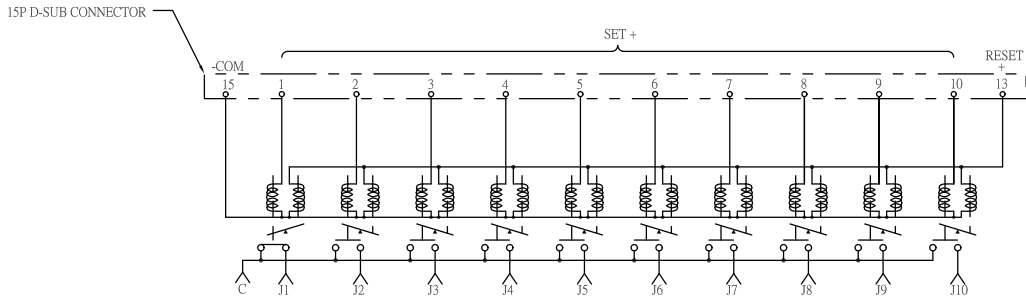 15P D-SUB CONNECTOR
SET +
-COM
RESET
+
15 1 2 3 4 5 6 7 8 9 10 13
C J1 J2 J3 J4 J5 J6 J7 J8 J9 J10